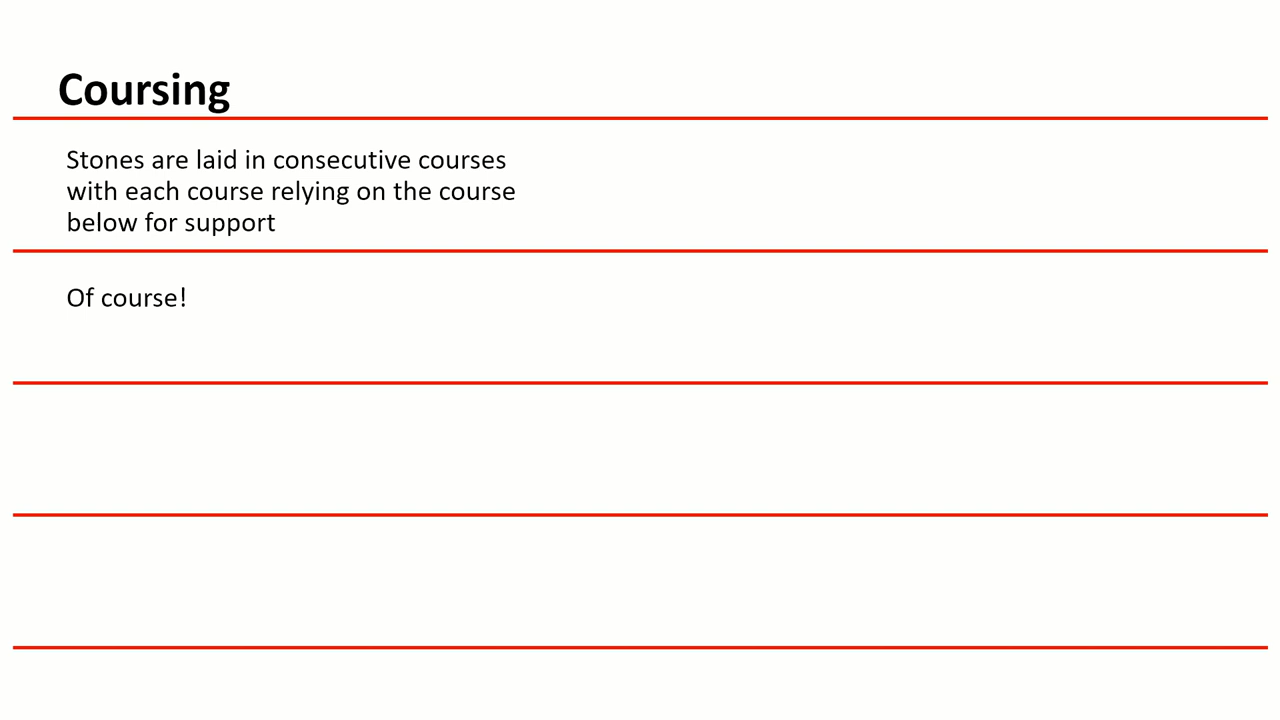 Coursing
Stones are laid in consecutive courses
with each course relying on the course
below for support
Of course!